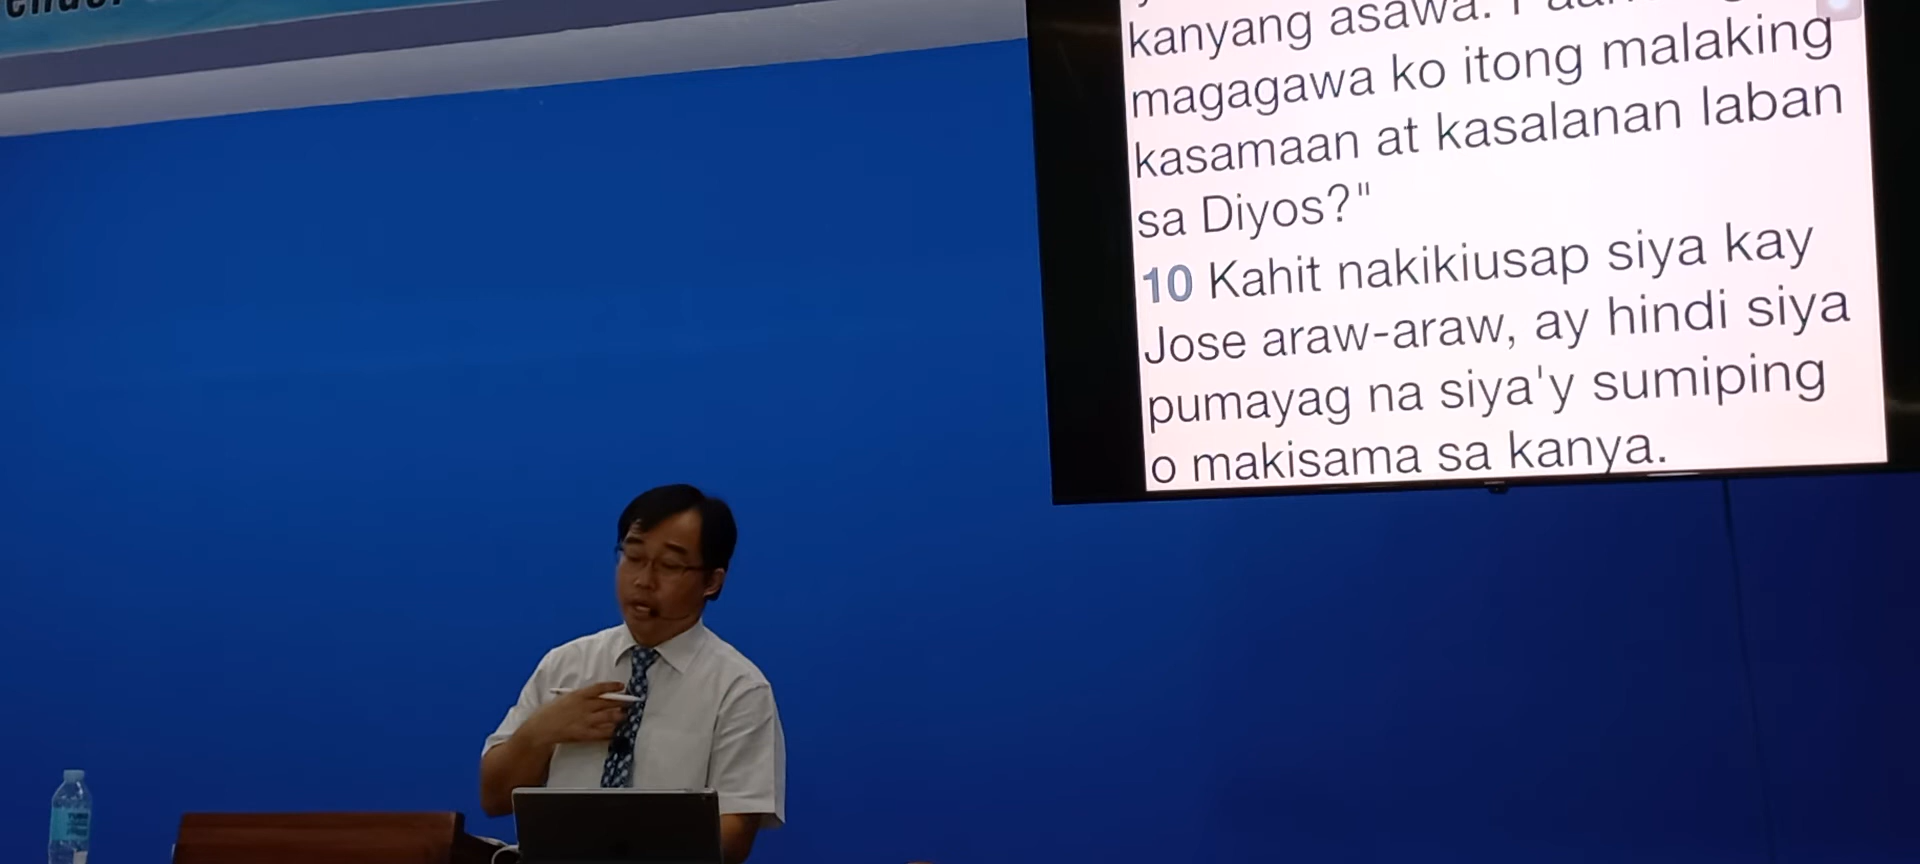 kanyang asawa.
magagawa ko itong malaking
kasamaan at kasalanan laban
sa Diyos?"
10 Kahit nakikiusap siya kay
Jose araw-araw, ay hindi siya
pumayag na siya'y sumiping
o makisama sa kanya.